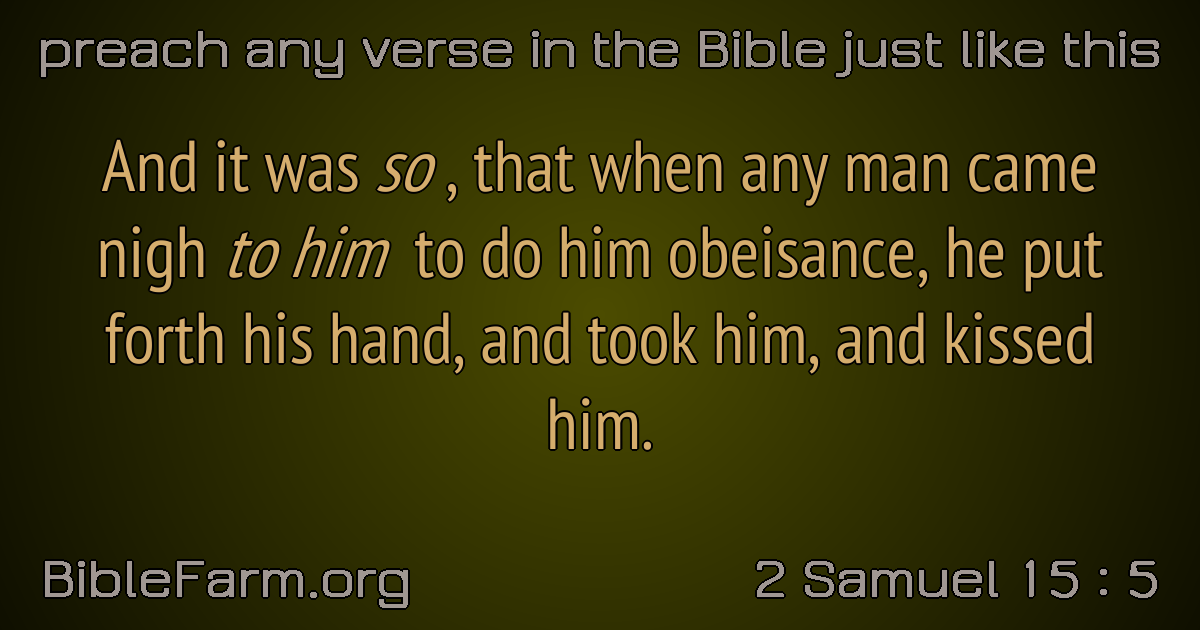 preach any verse in the Bible just like this
And it was so , that when any man came
nigh to him to do him obeisance, he put
forth his hand, and took him, and kissed
him.
BibleFarm.org
2 Samuel 15 : 5